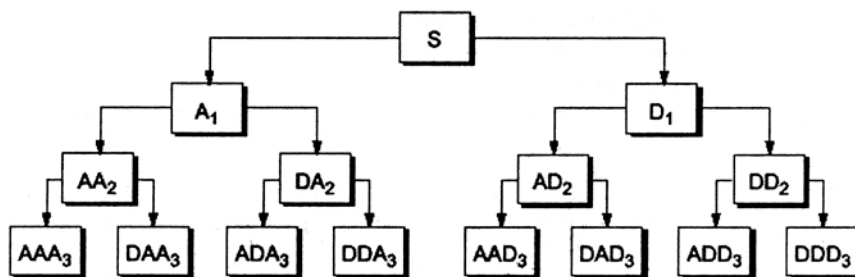 S
A₁ D₁
AA₂ DA₂ AD₂ DD₂
AAA₃ DAA₃ ADA₃ DDA₃ AAD₃ DAD₃ ADD₃ DDD₃